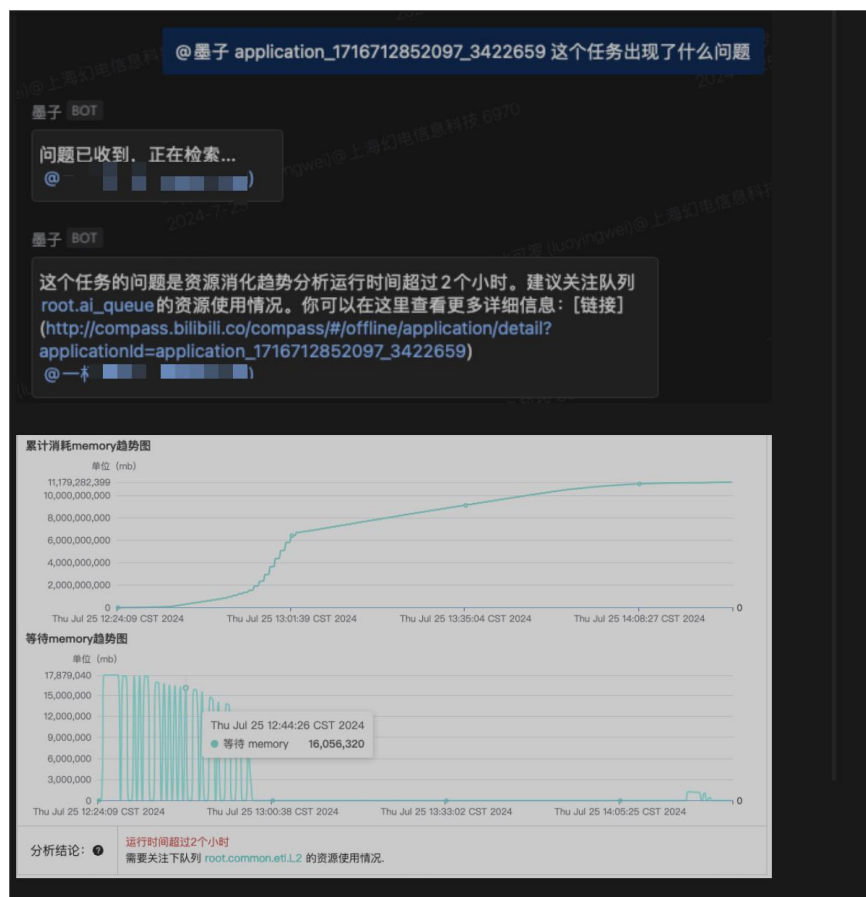 @墨子 application_1716712852097_3422659 这个任务出现了什么问题
墨子 BOT
问题已收到，正在检索...
@
墨子 BOT
这个任务的问题是资源消化趋势分析运行时间超过2个小时。建议关注队列
root.ai_queue的资源使用情况。你可以在这里查看更多详细信息：[链接]
(http://compass.bilibili.co/compass/#/offline/application/detail?
applicationId=application_1716712852097_3422659)
@一
累计消耗memory趋势图
单位 (mb)
11,179,282,399
10,000,000,000
8,000,000,000
6,000,000,000
4,000,000,000
2,000,000,000
0 0
Thu Jul 25 12:24:09 CST 2024 Thu Jul 25 13:01:39 CST 2024 Thu Jul 25 13:35:04 CST 2024 Thu Jul 25 14:08:27 CST 2024
等待memory趋势图
单位 (mb)
17,879,040
15,000,000
12,000,000
9,000,000
6,000,000
3,000,000
0 0
Thu Jul 25 12:44:26 CST 2024
等待 memory 16,056,320
Thu Jul 25 12:24:09 CST 2024 Thu Jul 25 13:00:38 CST 2024 Thu Jul 25 13:33:02 CST 2024 Thu Jul 25 14:05:25 CST 2024
分析结论： ?
运行时间超过2个小时
需要关注下队列 root.common.etl.L2 的资源使用情况.